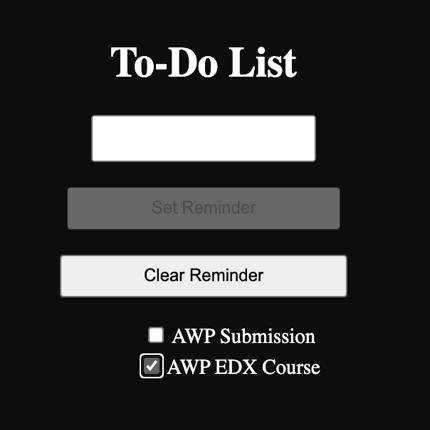 To-Do List
Set Reminder
Clear Reminder
AWP Submission
AWP EDX Course